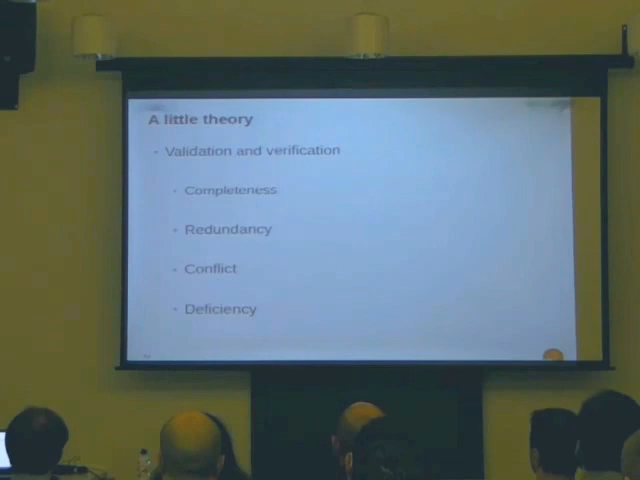 A little theory
• Validation and verification
• Completeness
• Redundancy
• Conflict
• Deficiency